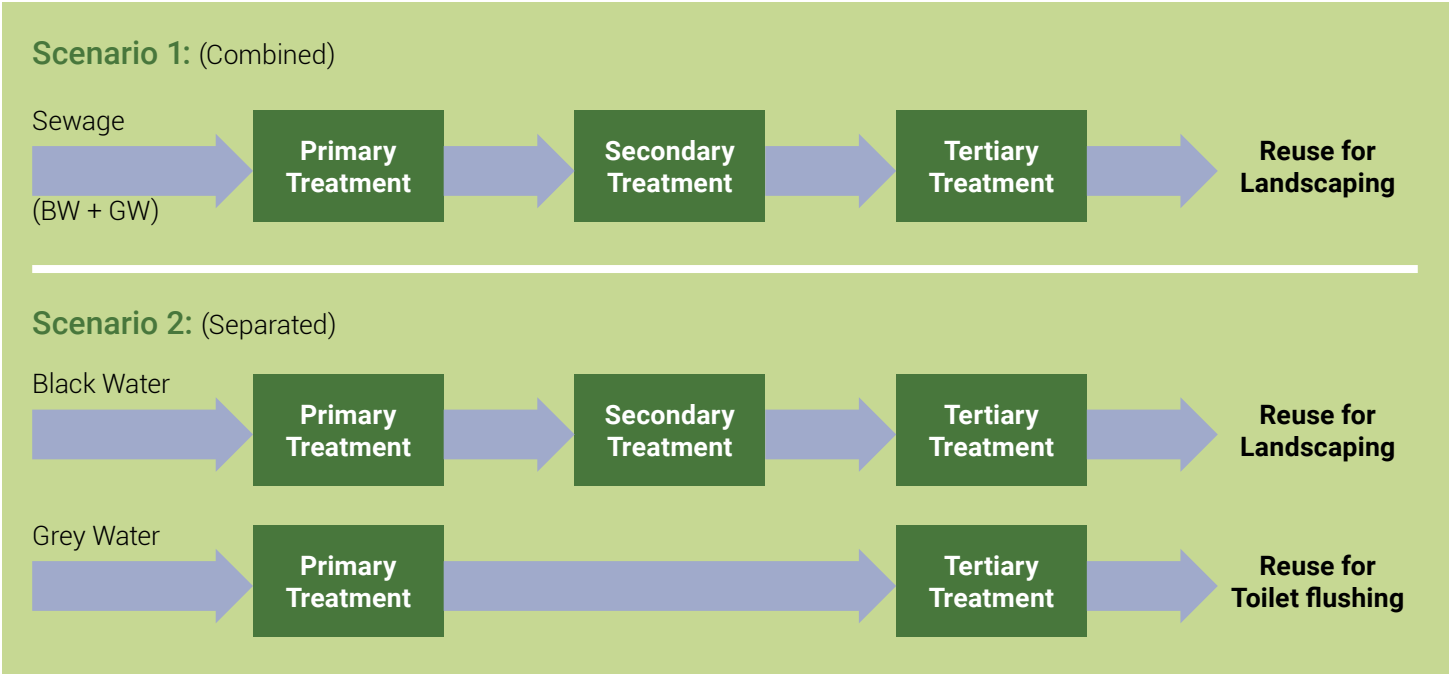 Scenario 1: (Combined)
Sewage
(BW + GW)
Primary
Treatment
Secondary
Treatment
Tertiary
Treatment
Reuse for
Landscaping
Scenario 2: (Separated)
Black Water
Primary
Treatment
Secondary
Treatment
Tertiary
Treatment
Reuse for
Landscaping
Grey Water
Primary
Treatment
Tertiary
Treatment
Reuse for
Toilet flushing